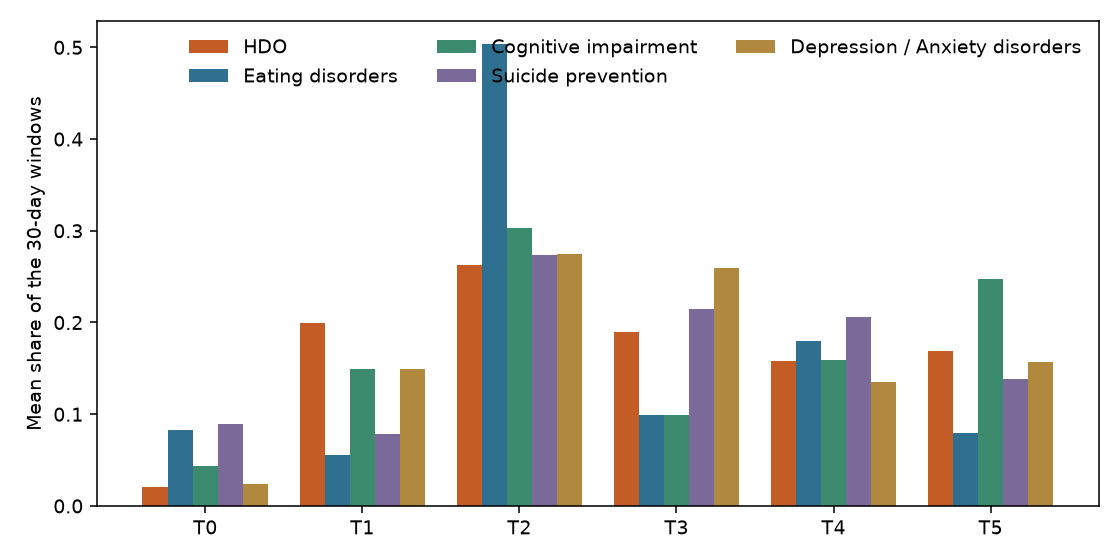 HDO
Eating disorders
Cognitive impairment
Suicide prevention
Depression / Anxiety disorders
Mean share of the 30-day windows
0.5
0.4
0.3
0.2
0.1
0.0
T0 T1 T2 T3 T4 T5